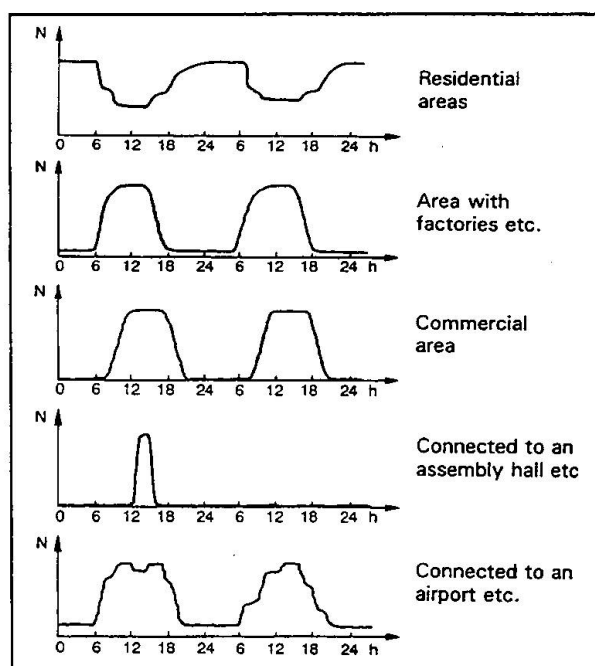 N
Residential
areas
0 6 12 18 24 6 12 18 24 h
N
Area with
factories etc.
0 6 12 18 24 6 12 18 24 h
N
Commercial
area
0 6 12 18 24 6 12 18 24 h
N
Connected to an
assembly hall etc
0 6 12 18 24 6 12 18 24 h
N
Connected to an
airport etc.
0 6 12 18 24 6 12 18 24 h